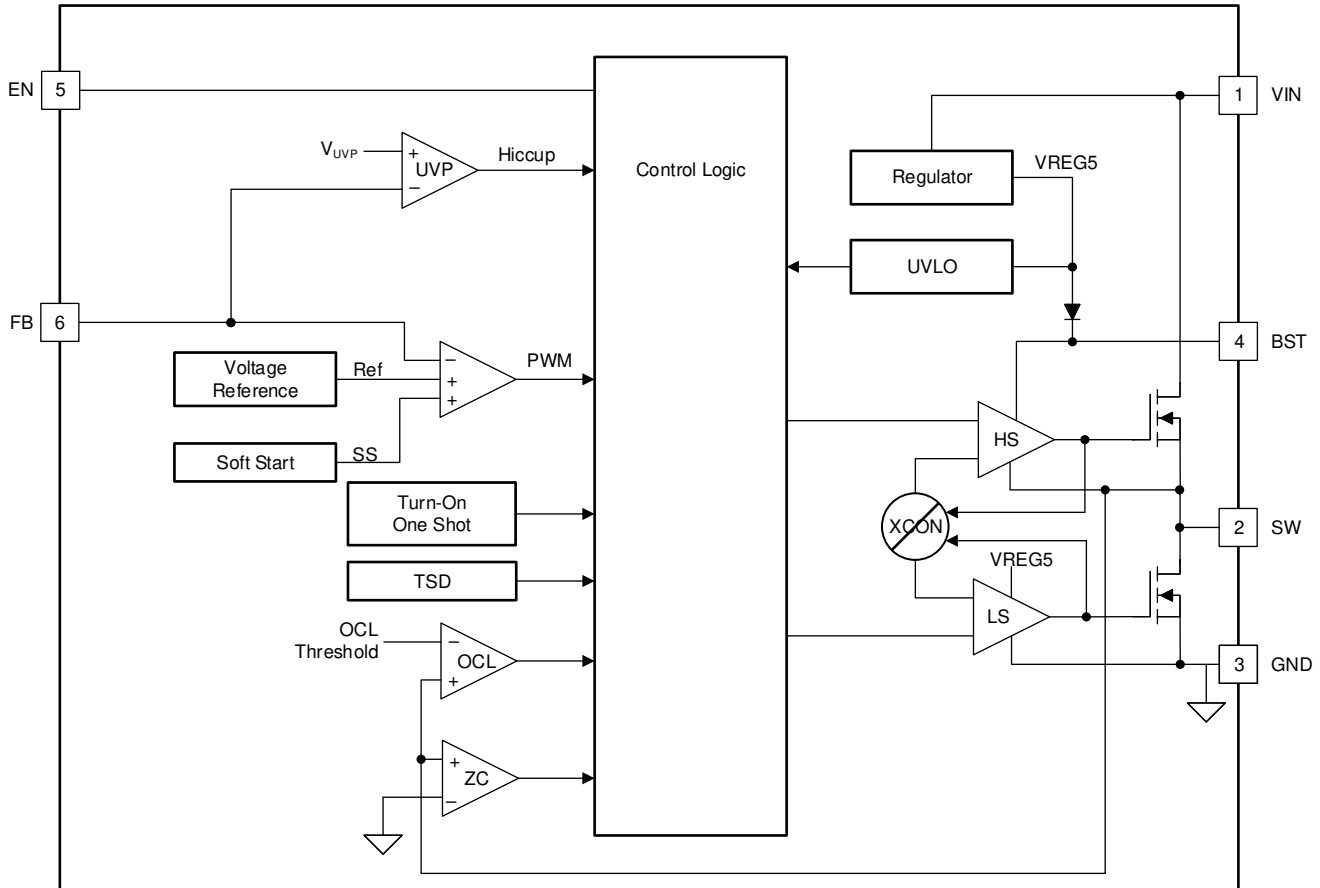 EN 5
1 VIN
V_UVP
+
UVP
−
Hiccup
Control Logic
Regulator
VREG5
UVLO
FB 6
4 BST
Voltage
Reference
Ref
−
+
+
PWM
Soft Start
SS
HS
Turn-On
One Shot
XCON
2 SW
TSD
VREG5
LS
OCL
Threshold
−
OCL
+
3 GND
+
ZC
−